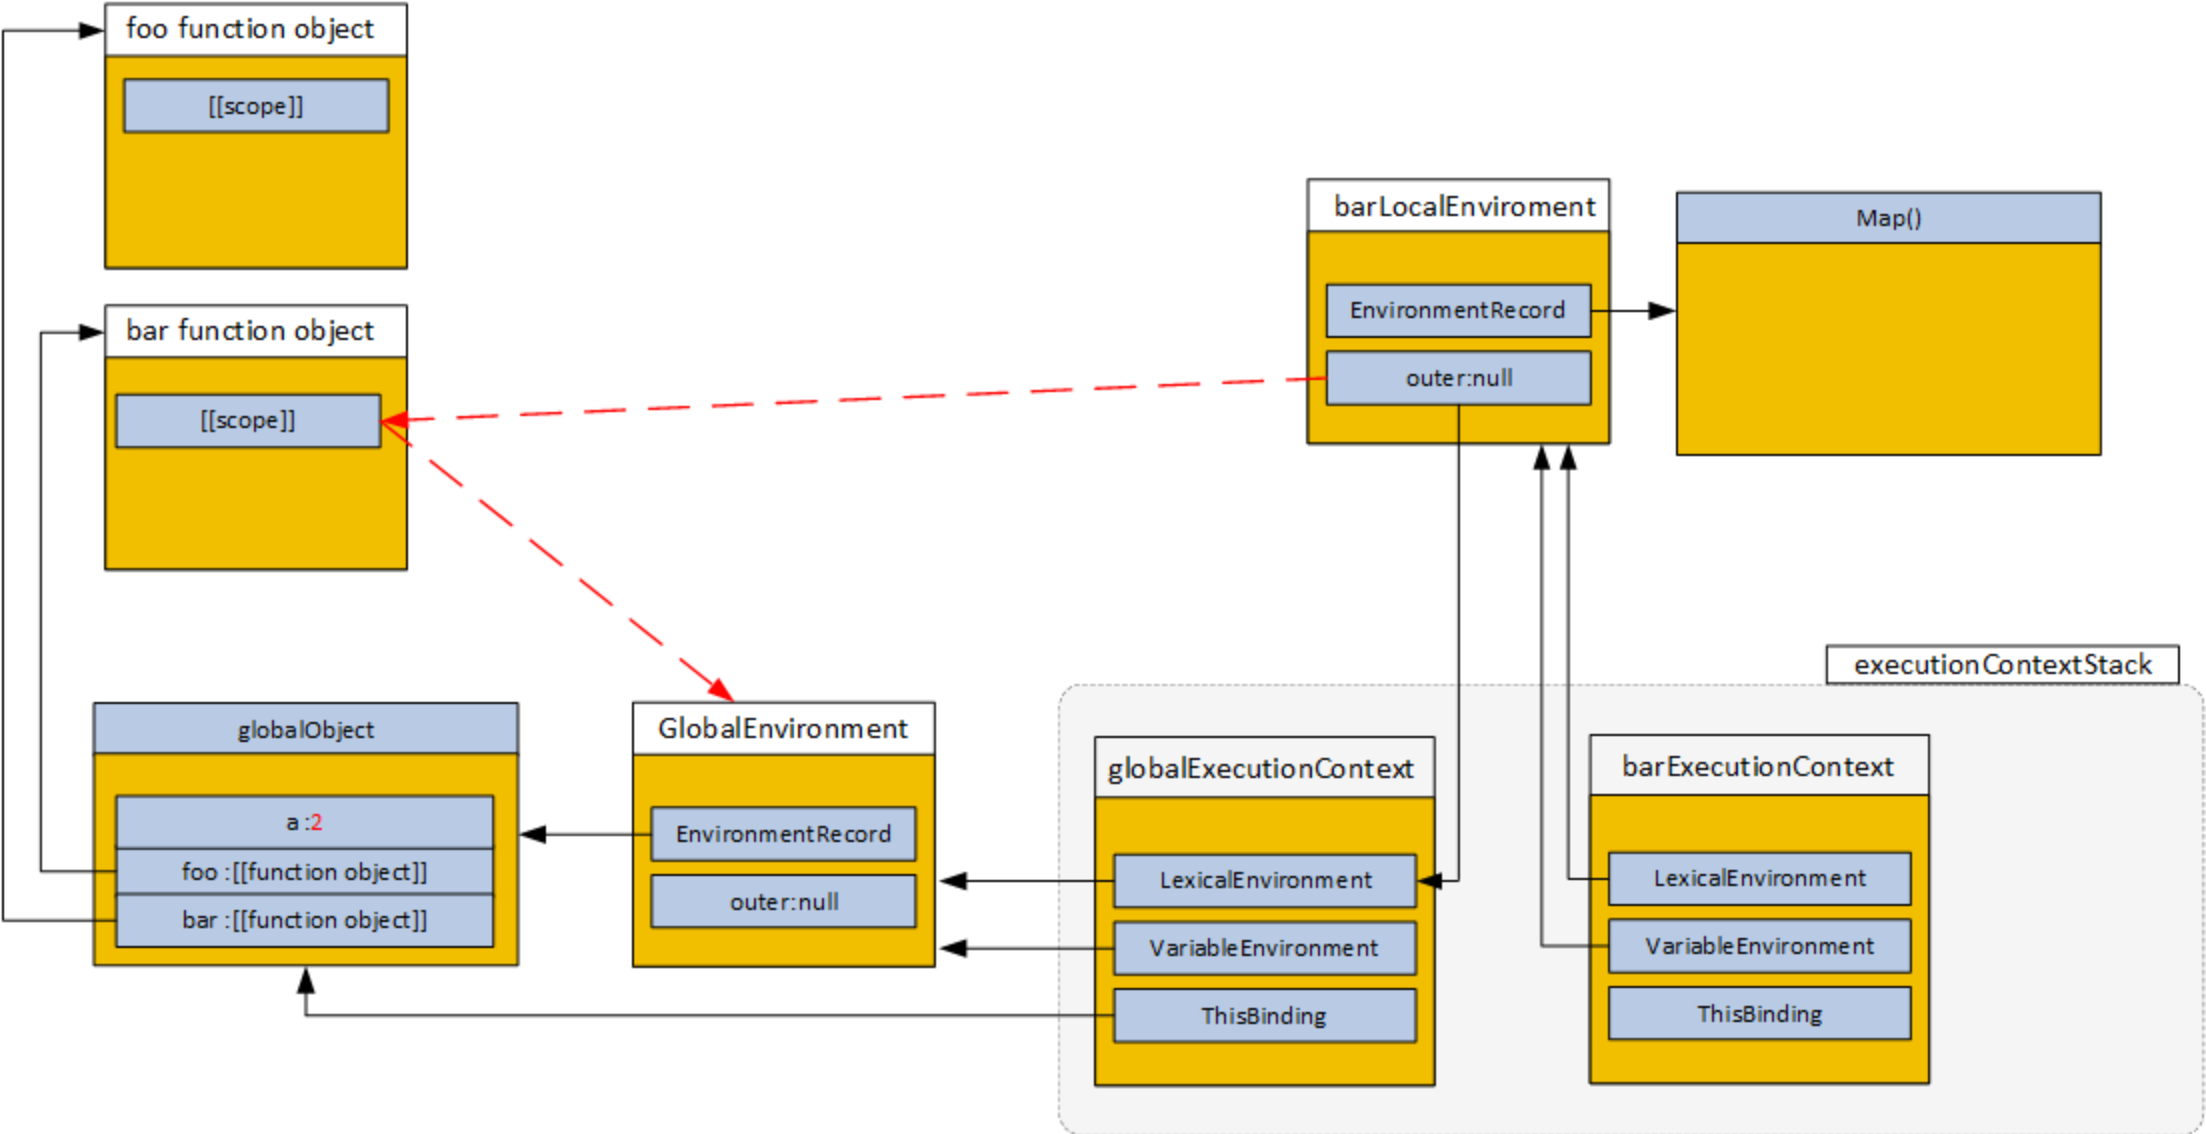 foo function object
[[scope]]
bar function object
[[scope]]
barLocalEnviroment
EnvironmentRecord
outer:null
Map()
executionContextStack
globalObject
a :2
foo :[[function object]]
bar :[[function object]]
GlobalEnvironment
EnvironmentRecord
outer:null
globalExecutionContext
LexicalEnvironment
VariableEnvironment
ThisBinding
barExecutionContext
LexicalEnvironment
VariableEnvironment
ThisBinding